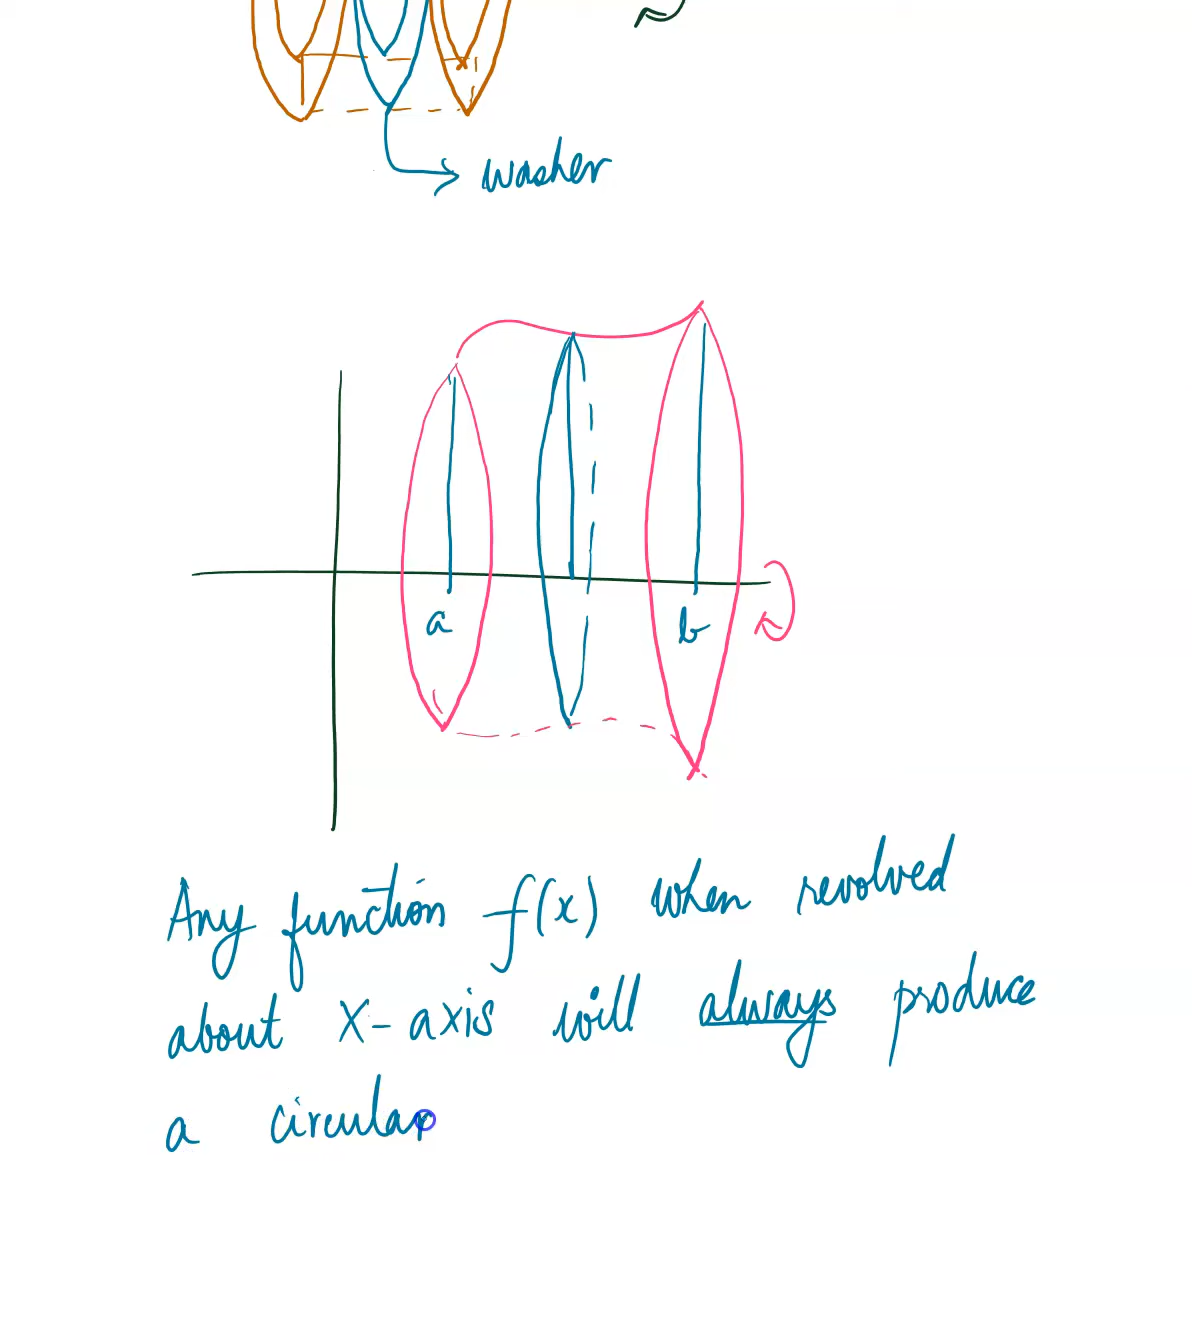 washer
a
b
Any function f(x) when revolved
about X-axis will always produce
a circular